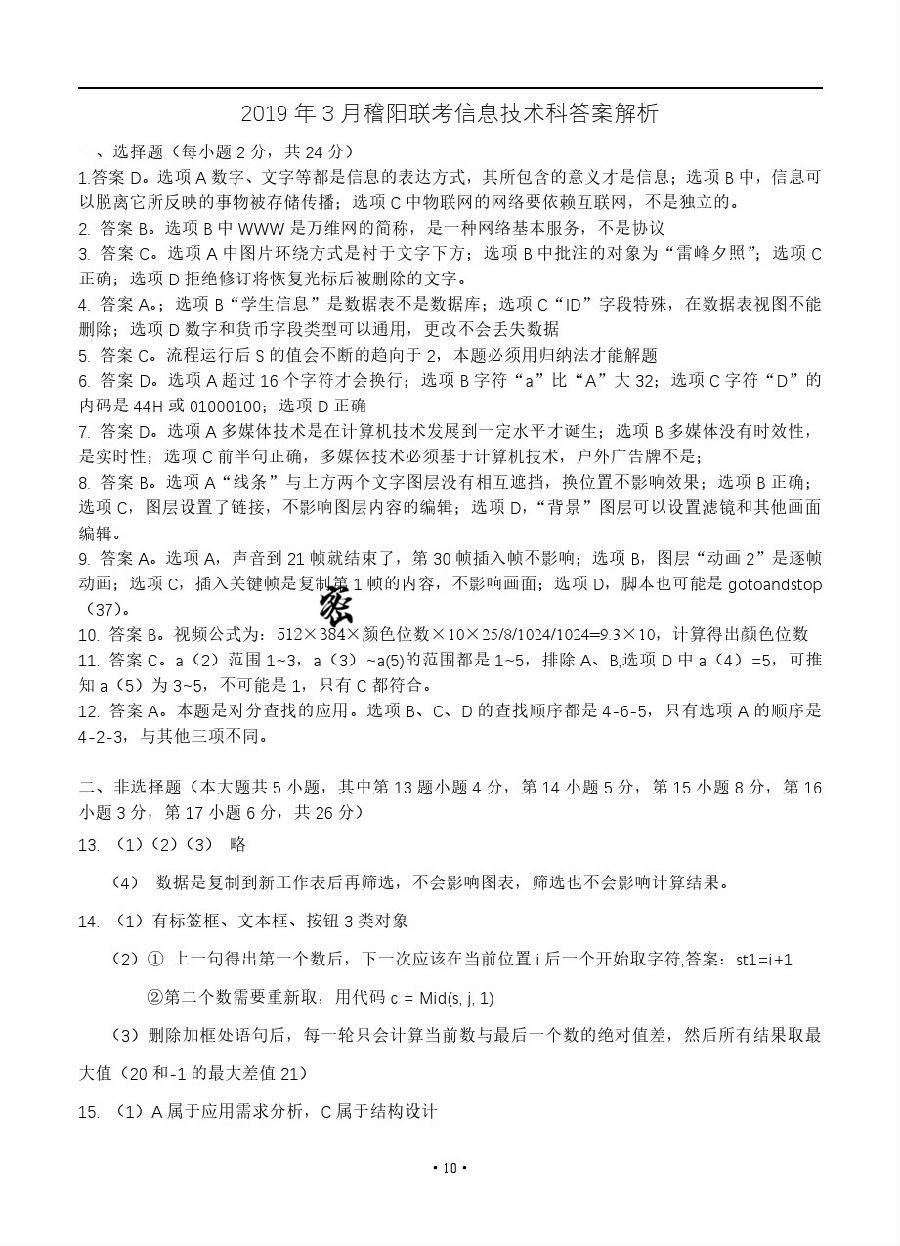 2019 年 3 月稽阳联考信息技术科答案解析
、选择题（每小题 2 分，共 24 分）
1.答案 D。选项 A 数字、文字等都是信息的表达方式，其所包含的意义才是信息；选项 B 中，信息可
以脱离它所反映的事物被存储传播；选项 C 中物联网的网络要依赖互联网，不是独立的。
2. 答案 B。选项 B 中 WWW 是万维网的简称，是一种网络基本服务，不是协议
3. 答案 C。选项 A 中图片环绕方式是衬于文字下方；选项 B 中批注的对象为“雷峰夕照”；选项 C
正确；选项 D 拒绝修订将恢复光标后被删除的文字。
4. 答案 A。；选项 B“学生信息”是数据表不是数据库；选项 C“ID”字段特殊，在数据表视图不能
删除；选项 D 数字和货币字段类型可以通用，更改不会丢失数据
5. 答案 C。流程运行后 S 的值会不断的趋向于 2，本题必须用归纳法才能解题
6. 答案 D。选项 A 超过 16 个字符才会换行；选项 B 字符“a”比“A”大 32；选项 C 字符“D”的
内码是 44H 或 01000100；选项 D 正确
7. 答案 D。选项 A 多媒体技术是在计算机技术发展到一定水平才诞生；选项 B 多媒体没有时效性，
是实时性；选项 C 前半句正确，多媒体技术必须基于计算机技术，户外广告牌不是；
8. 答案 B。选项 A“线条”与上方两个文字图层没有相互遮挡，换位置不影响效果；选项 B 正确；
选项 C，图层设置了链接，不影响图层内容的编辑；选项 D，“背景”图层可以设置滤镜和其他画面
编辑。
9. 答案 A。选项 A，声音到 21 帧就结束了，第 30 帧插入帧不影响；选项 B，图层“动画 2”是逐帧
动画；选项 C，插入关键帧是复制第 1 帧的内容，不影响画面；选项 D，脚本也可能是 gotoandstop
（37）。
密
10. 答案 B。视频公式为：512×384×颜色位数×10×25/8/1024/1024=9.3×10，计算得出颜色位数
11. 答案 C。a（2）范围 1~3，a（3）~a(5)的范围都是 1~5，排除 A、B,选项 D 中 a（4）=5，可推
知 a（5）为 3~5，不可能是 1，只有 C 都符合。
12. 答案 A。本题是对分查找的应用。选项 B、C、D 的查找顺序都是 4-6-5，只有选项 A 的顺序是
4-2-3，与其他三项不同。
二、非选择题（本大题共 5 小题，其中第 13 题小题 4 分，第 14 小题 5 分，第 15 小题 8 分，第 16
小题 3 分，第 17 小题 6 分，共 26 分）
13. （1）（2）（3） 略
（4） 数据是复制到新工作表后再筛选，不会影响图表，筛选也不会影响计算结果。
14. （1）有标签框、文本框、按钮 3 类对象
（2）① 上一句得出第一个数后，下一次应该在当前位置 i 后一个开始取字符,答案：st1=i+1
②第二个数需要重新取，用代码 c = Mid(s, j, 1)
（3）删除加框处语句后，每一轮只会计算当前数与最后一个数的绝对值差，然后所有结果取最
大值（20 和-1 的最大差值 21）
15. （1）A 属于应用需求分析，C 属于结构设计
• 10 •